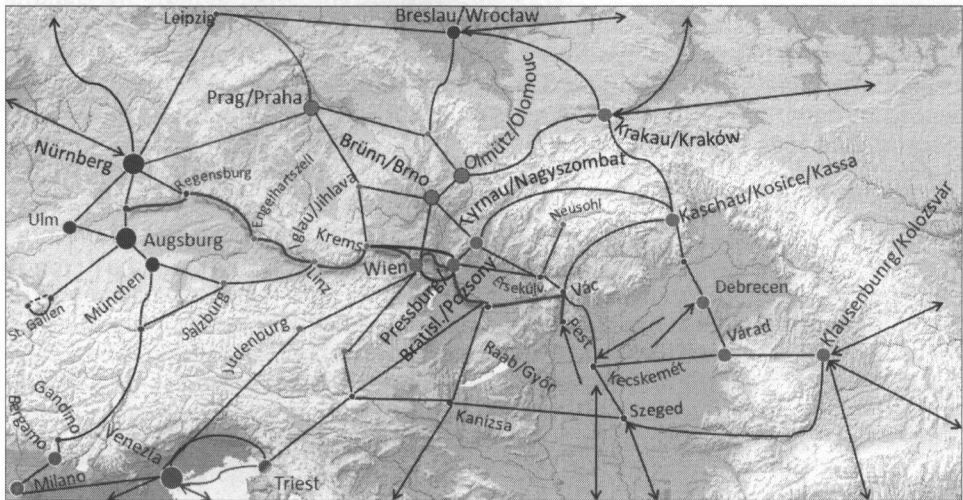 Leipzig
Breslau/Wrocław
Prag/Praha
Krakau/Kraków
Nürnberg
Brünn/Brno
Olmütz/Olomouc
Regensburg
Engelhartszell
Iglau/Jihlava
Tyrnau/Nagyszombat
Kaschau/Kosice/Kassa
Neusohl
Ulm
Augsburg
Krems
Wien
Linz
München
Salzburg
St. Gallen
Pressburg/
Bratisl./Pozsony
Érsekújv.
Vác
Pest
Debrecen
Klausenbunrg/Kolozsvár
Judenburg
Raab/Győr
Várad
Kecskemét
Gandino
Bergamo
Venezia
Kanizsa
Szeged
Milano
Triest